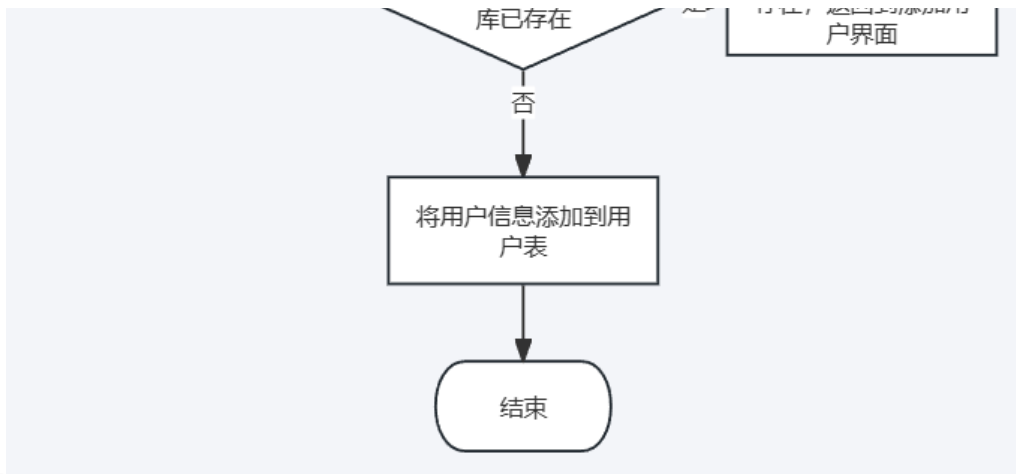 库已存在
户界面
否
将用户信息添加到用
户表
结束